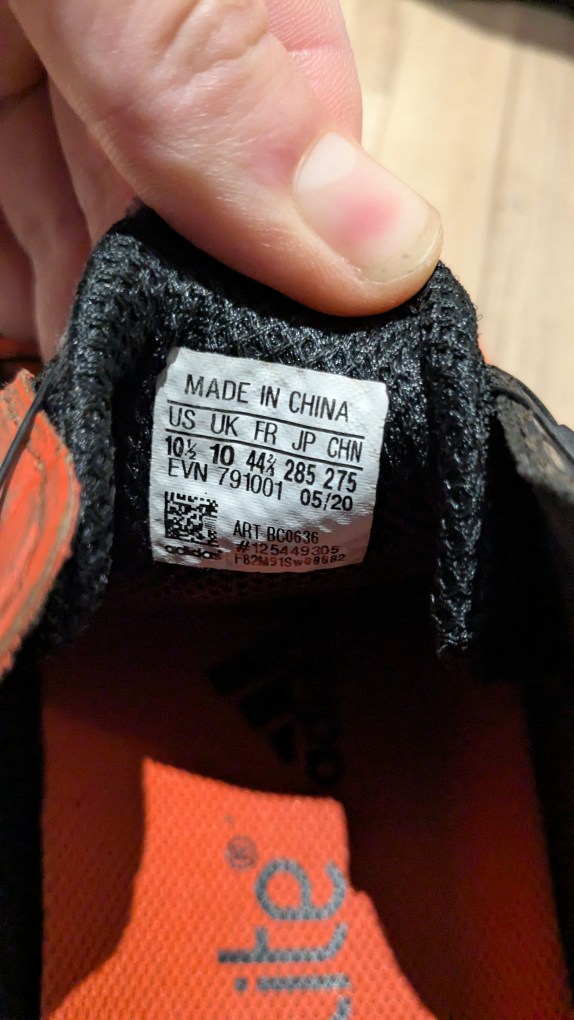 MADE IN CHINA
US UK FR JP CHN
10½ 10 44⅔ 285 275
EVN 791001 05/20
ART BC0636
adidas #125449305
lite®
adidas